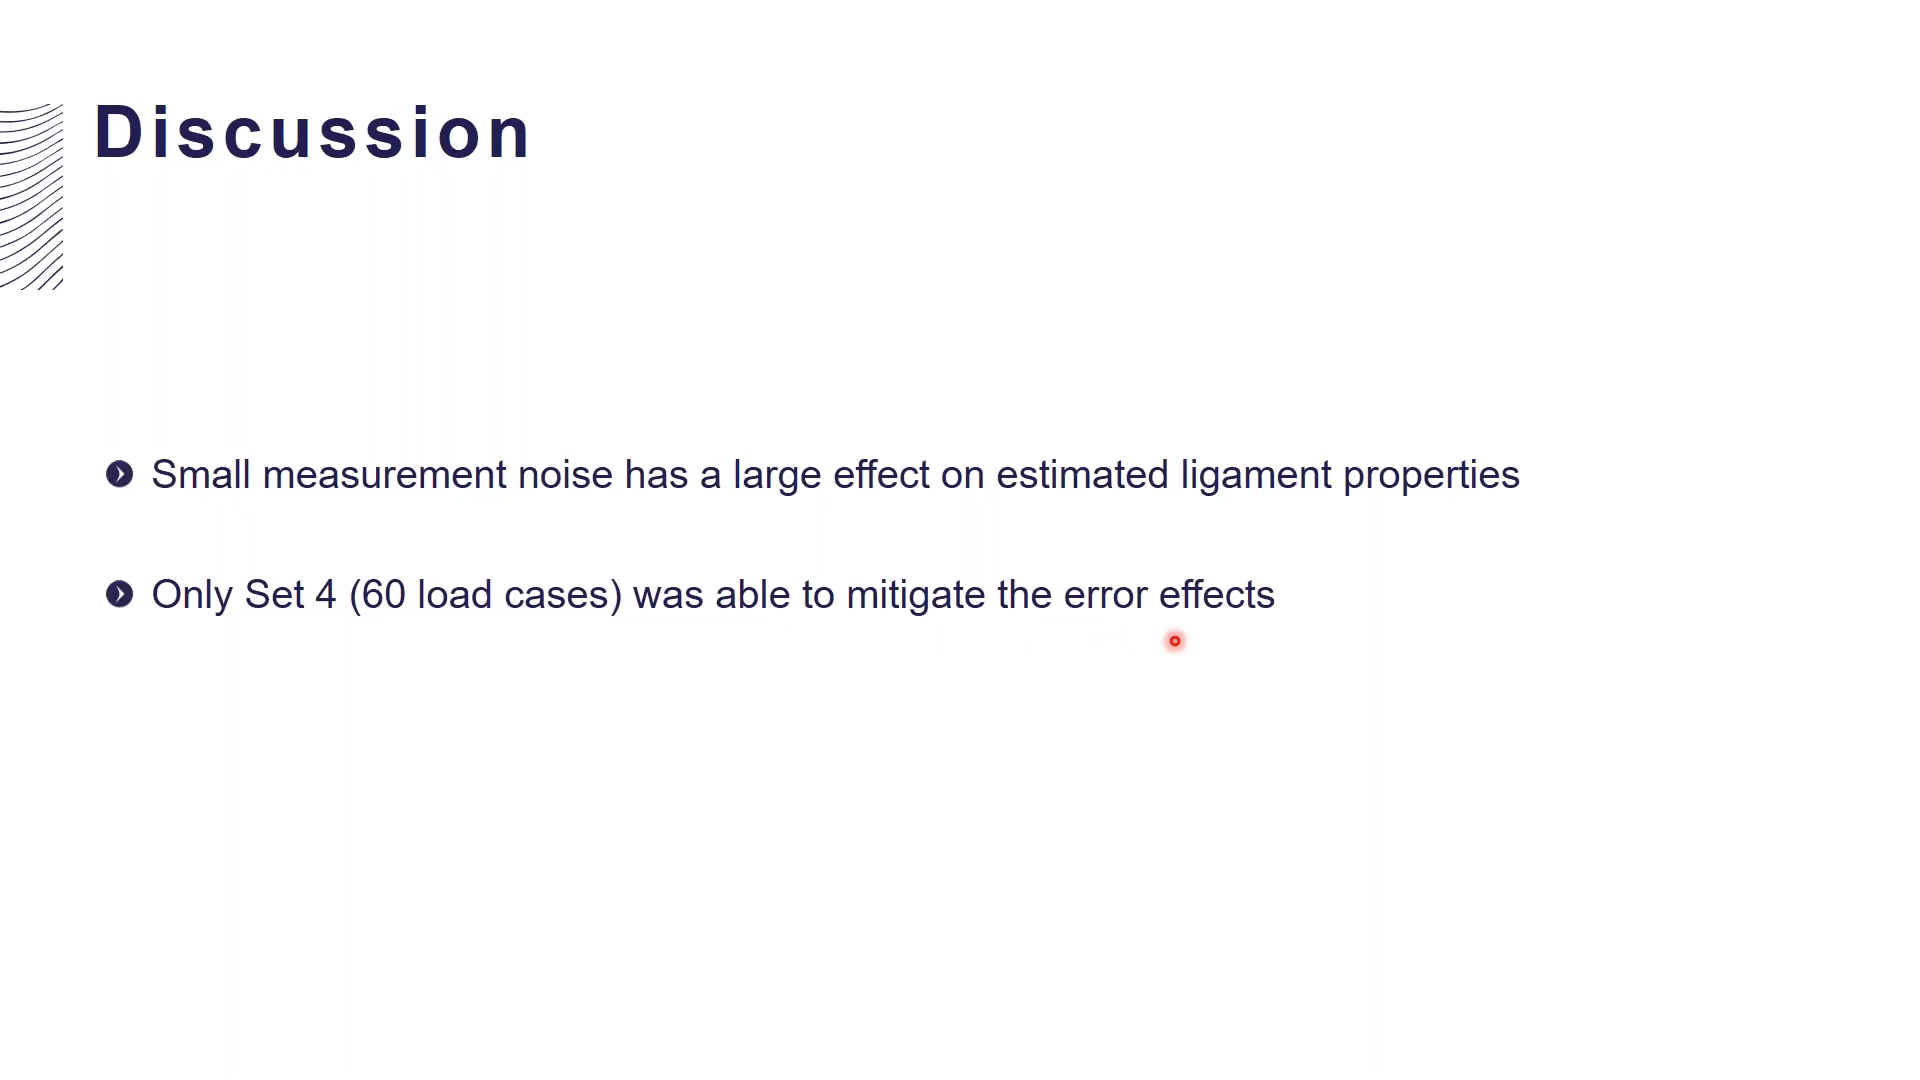 Discussion
Small measurement noise has a large effect on estimated ligament properties
Only Set 4 (60 load cases) was able to mitigate the error effects